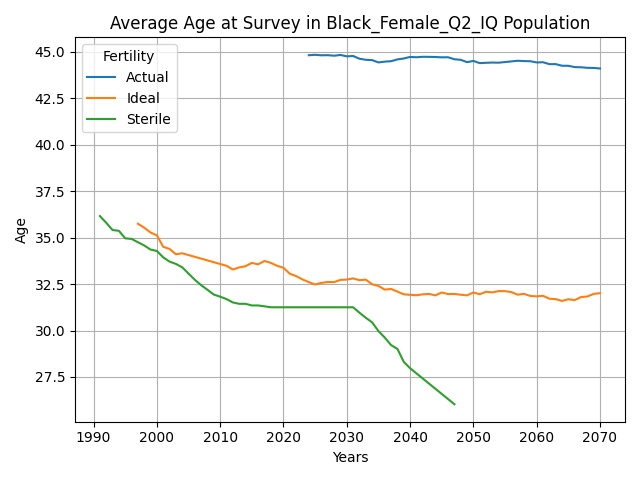 Average Age at Survey in Black_Female_Q2_IQ Population
Fertility
Actual
Ideal
Sterile
Age
45.0
42.5
40.0
37.5
35.0
32.5
30.0
27.5
1990 2000 2010 2020 2030 2040 2050 2060 2070
Years